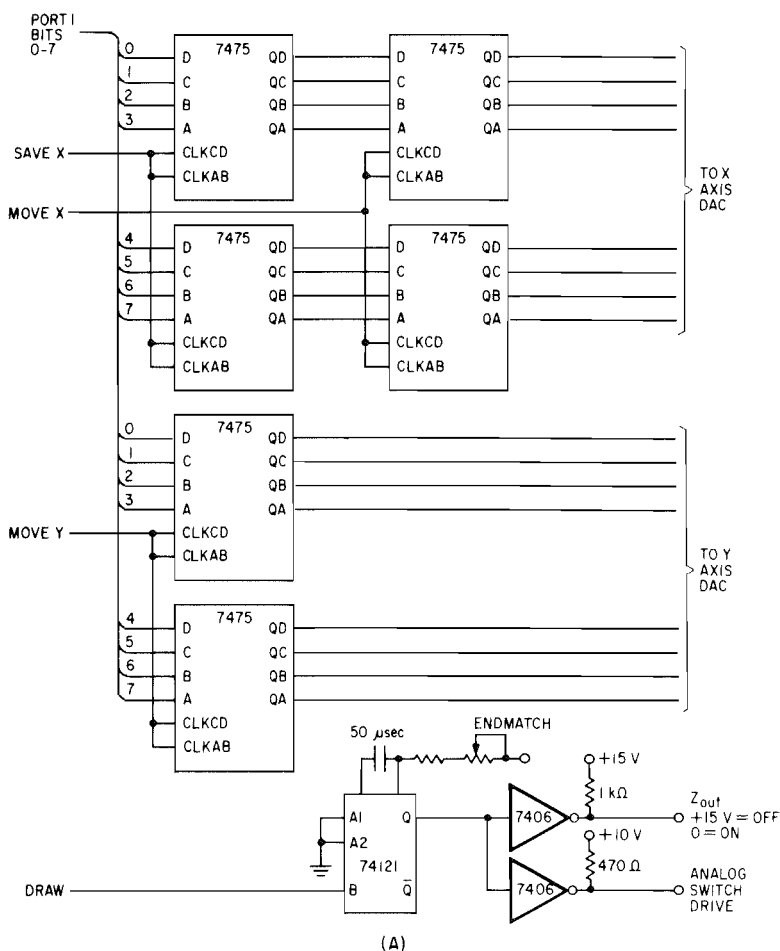 PORT I
BITS
0-7
0
1
2
3
SAVE X
MOVE X
4
5
6
7
7475
D QD
C QC
B QB
A QA
CLKCD
CLKAB
7475
D QD
C QC
B QB
A QA
CLKCD
CLKAB
7475
D QD
C QC
B QB
A QA
CLKCD
CLKAB
7475
D QD
C QC
B QB
A QA
CLKCD
CLKAB
TO X
AXIS
DAC
0
1
2
3
MOVE Y
4
5
6
7
7475
D QD
C QC
B QB
A QA
CLKCD
CLKAB
7475
D QD
C QC
B QB
A QA
CLKCD
CLKAB
TO Y
AXIS
DAC
50 μsec
ENDMATCH
A1 Q
A2
74121
B Q̅
DRAW
7406
7406
+15 V
1 kΩ
+10 V
470 Ω
Zout
+15 V = OFF
0 = ON
ANALOG
SWITCH
DRIVE
(A)